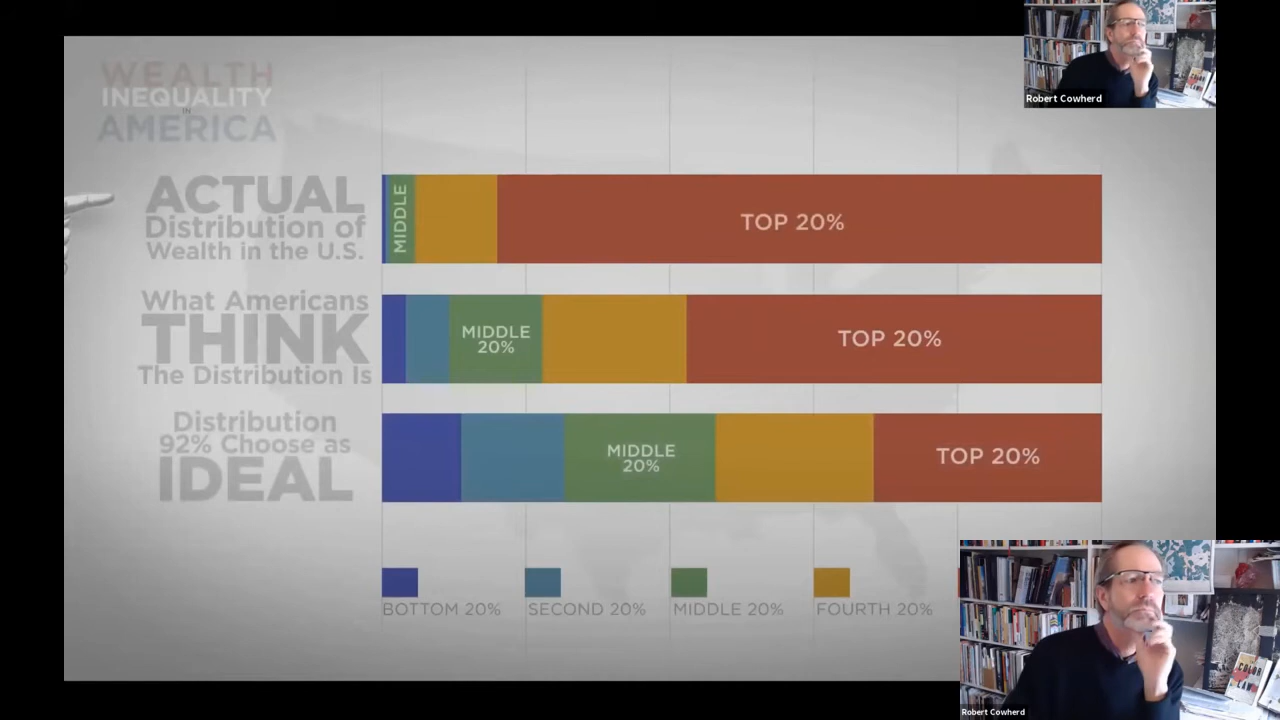 WEALTH
INEQUALITY
IN
AMERICA
Robert Cowherd
ACTUAL
Distribution of
Wealth in the U.S.
MIDDLE
TOP 20%
What Americans
THINK
The Distribution Is
MIDDLE
20%
TOP 20%
Distribution
92% Choose as
IDEAL
MIDDLE
20%
TOP 20%
BOTTOM 20%
SECOND 20%
MIDDLE 20%
FOURTH 20%
COLOR
Robert Cowherd